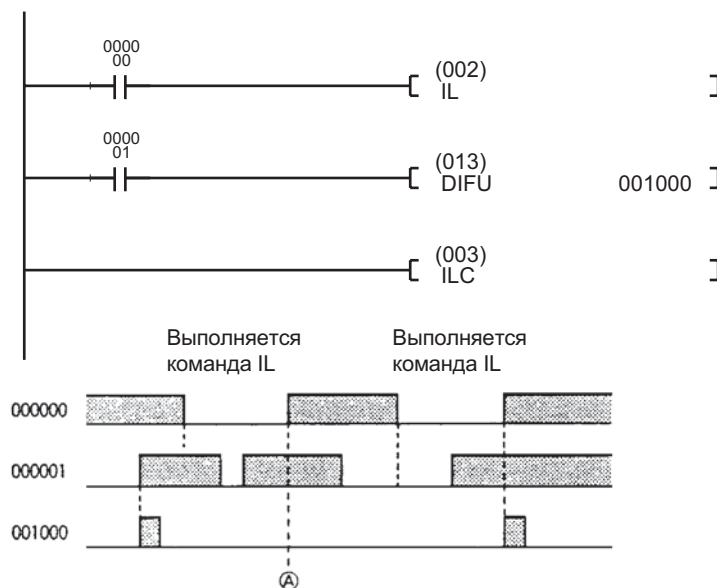 0000
00
(002)
IL
0000
01
(013)
DIFU 001000
(003)
ILC
Выполняется
команда IL
Выполняется
команда IL
000000
000001
001000
A